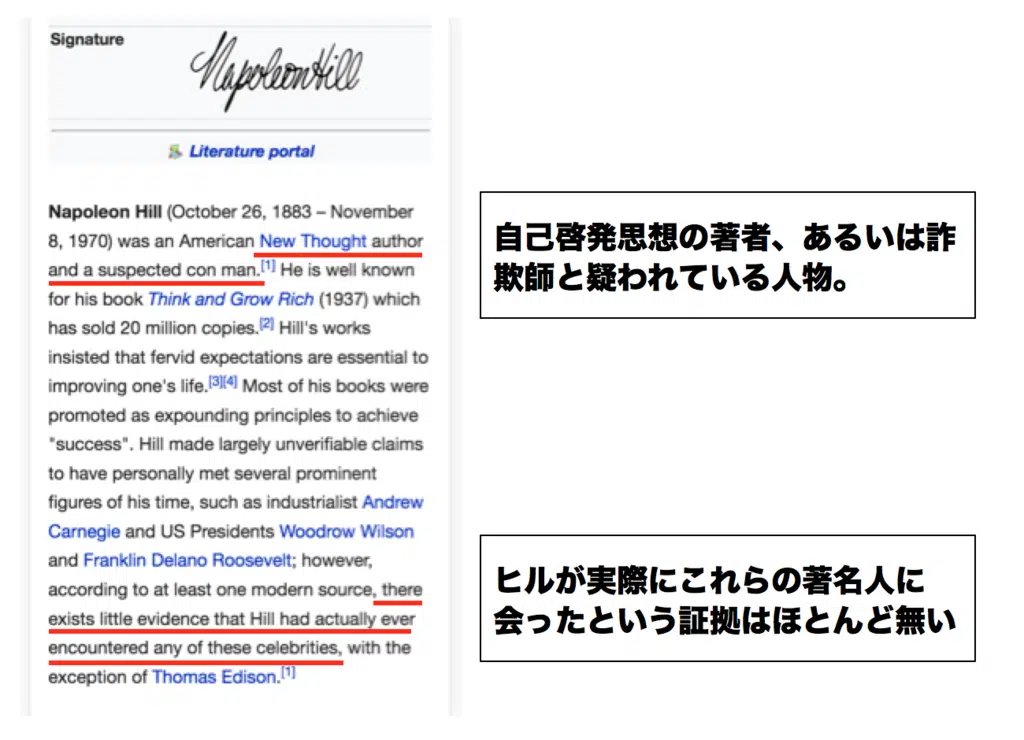 Signature
NapoleonHill
Literature portal
Napoleon Hill (October 26, 1883 – November
8, 1970) was an American New Thought author
and a suspected con man.[1] He is well known
for his book Think and Grow Rich (1937) which
has sold 20 million copies.[2] Hill's works
insisted that fervid expectations are essential to
improving one's life.[3][4] Most of his books were
promoted as expounding principles to achieve
"success". Hill made largely unverifiable claims
to have personally met several prominent
figures of his time, such as industrialist Andrew
Carnegie and US Presidents Woodrow Wilson
and Franklin Delano Roosevelt; however,
according to at least one modern source, there
exists little evidence that Hill had actually ever
encountered any of these celebrities, with the
exception of Thomas Edison.[1]
自己啓発思想の著者、あるいは詐
欺師と疑われている人物。
ヒルが実際にこれらの著名人に
会ったという証拠はほとんど無い